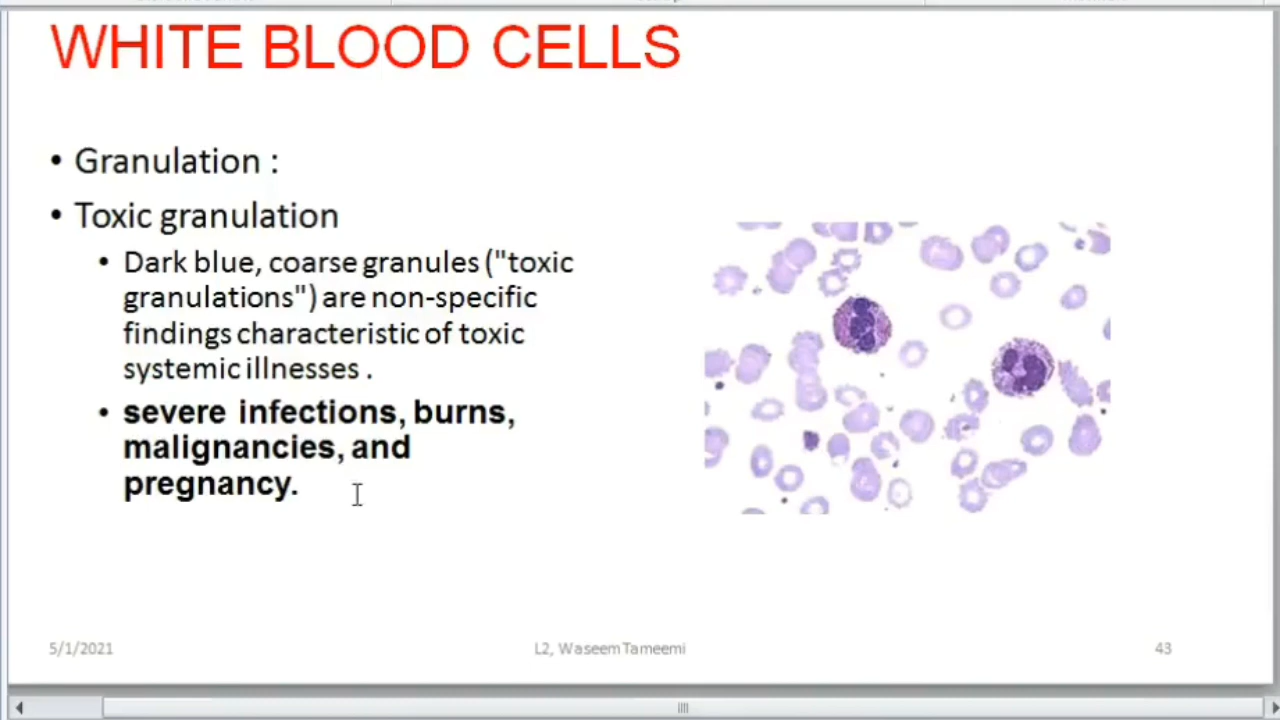 WHITE BLOOD CELLS
• Granulation :
• Toxic granulation
• Dark blue, coarse granules ("toxic
granulations") are non-specific
findings characteristic of toxic
systemic illnesses .
• severe infections, burns,
malignancies, and
pregnancy.
5/1/2021
L2, Waseem Tameemi
43